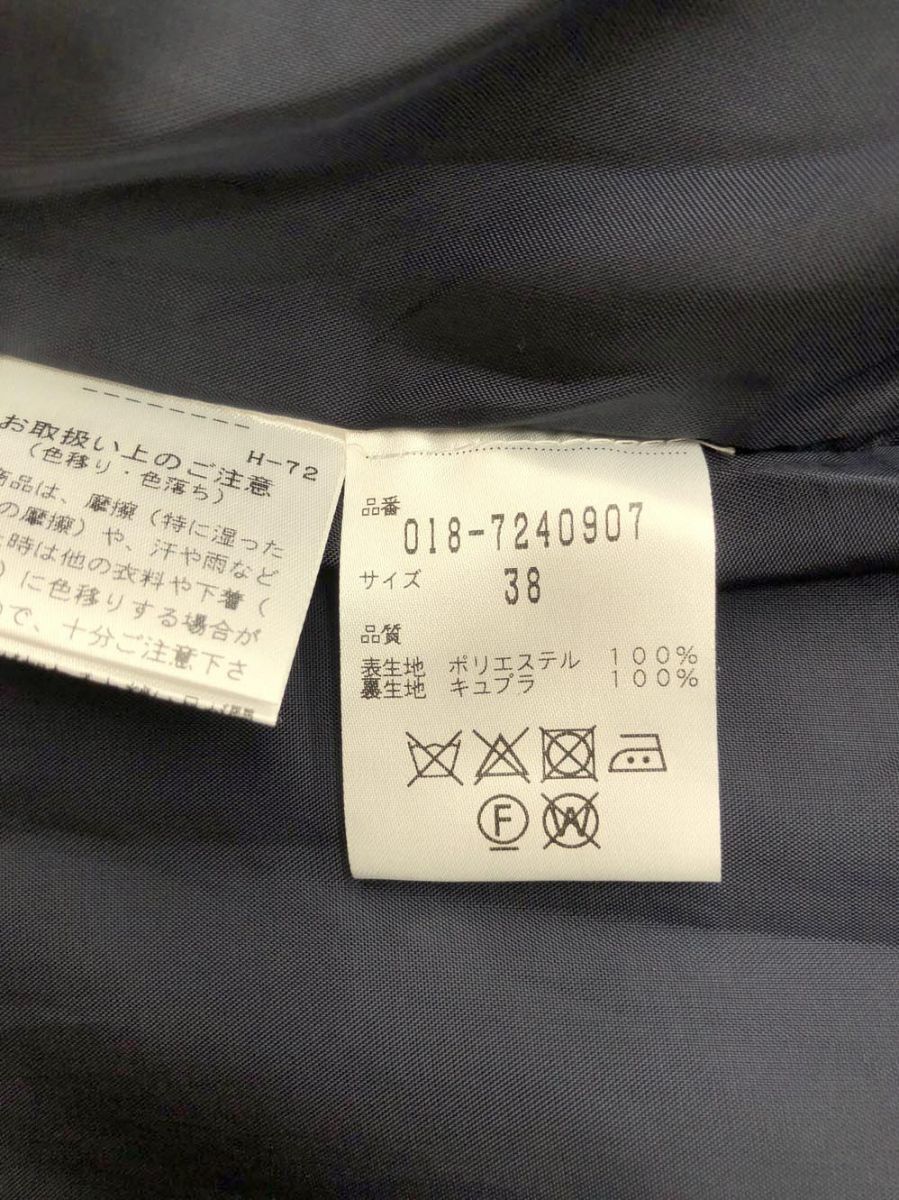 H-72
お取扱い上のご注意
(色移り・色落ち)
商品は、摩擦(特に湿った
の摩擦)や、汗や雨など
時は他の衣料や下着(
)に色移りする場合が
で、十分ご注意下さ
品番
018-7240907
サイズ
38
品質
表生地 ポリエステル 100%
裏生地 キュプラ 100%
F
W